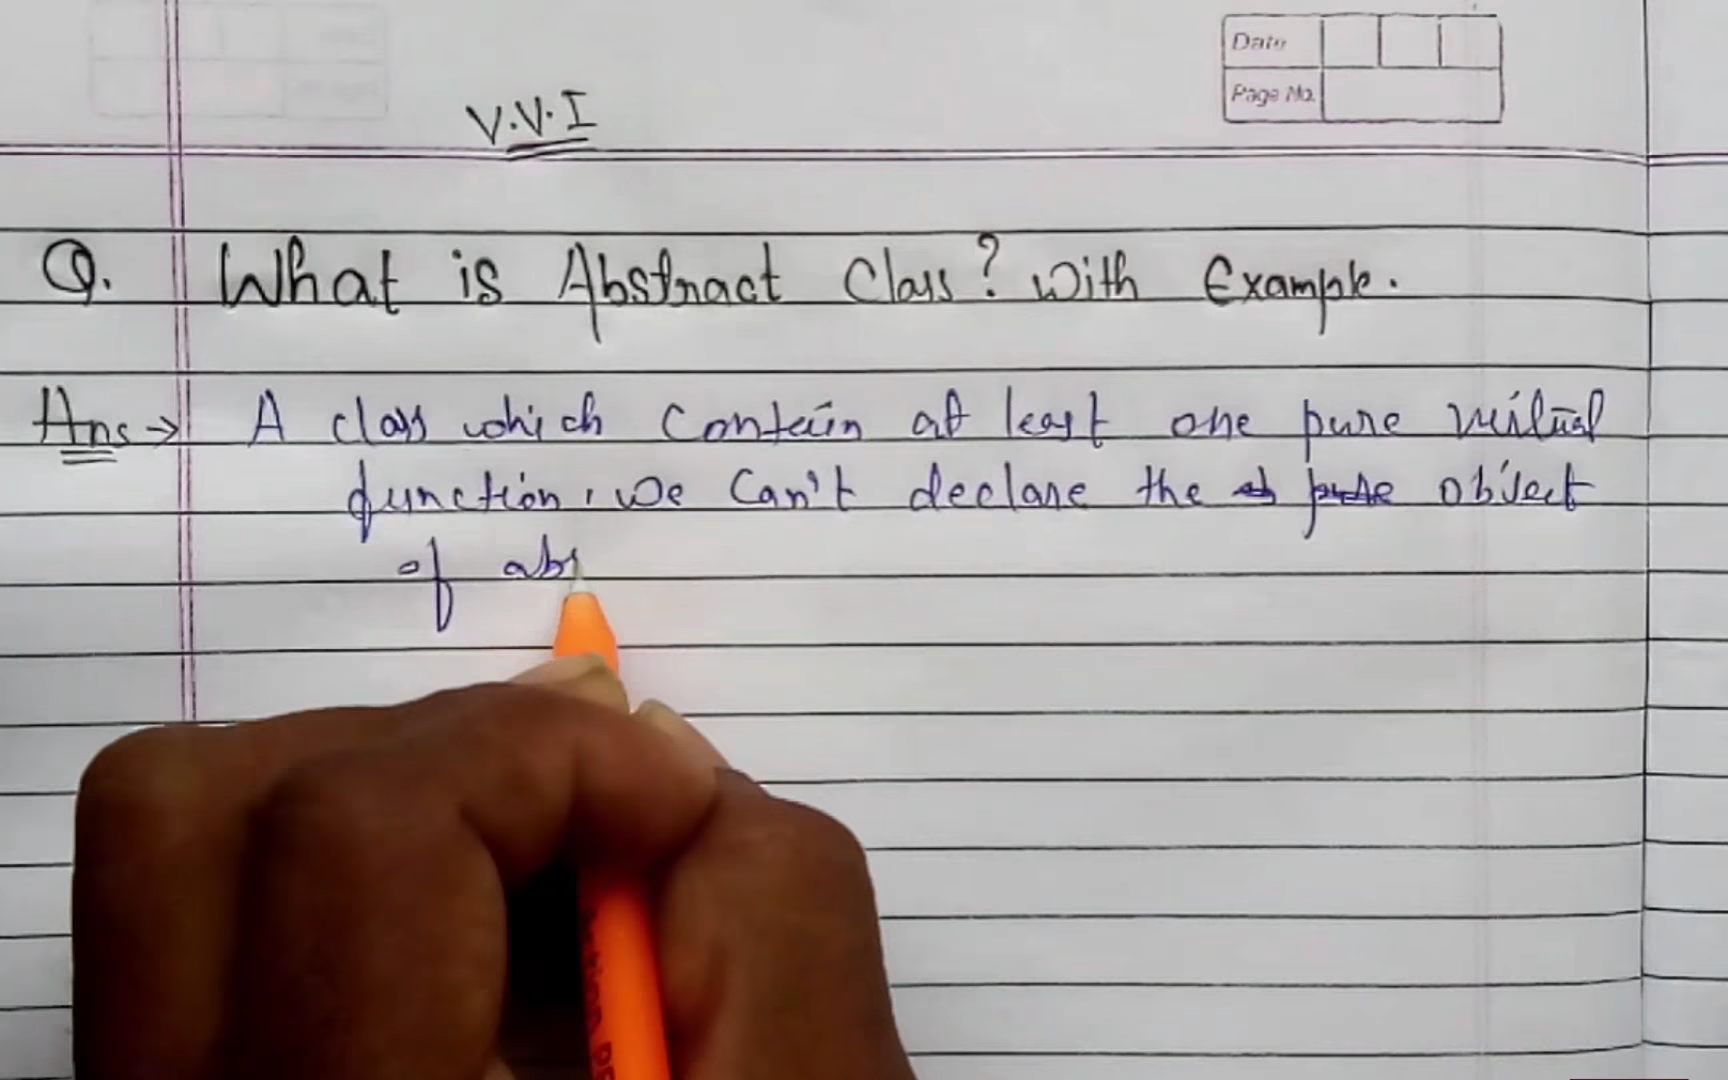 Date
Page No.
V.V.I
Q. What is Abstract Class? With Example.
Ans → A class which contain at least one pure virtual
function, we can't declare the object
of abs